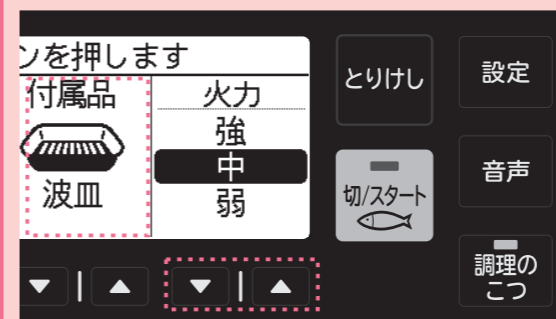 ンを押します
付属品
波皿
火力
強
中
弱
▼ | ▲
▼ | ▲
とりけし
切/スタート
設定
音声
調理の
こつ